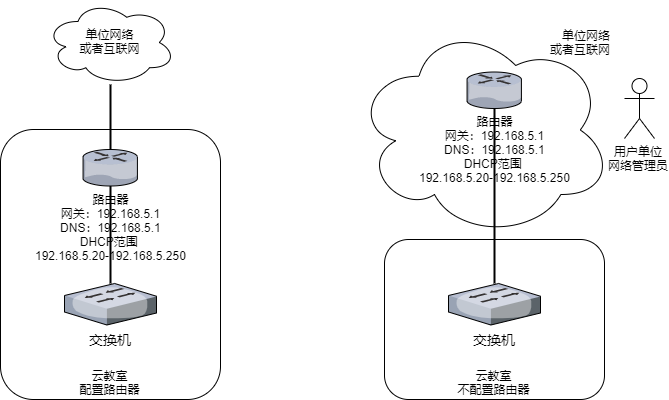 单位网络
或者互联网
路由器
网关：192.168.5.1
DNS：192.168.5.1
DHCP范围
192.168.5.20-192.168.5.250
交换机
云教室
配置路由器
单位网络
或者互联网
路由器
网关：192.168.5.1
DNS：192.168.5.1
DHCP范围
192.168.5.20-192.168.5.250
用户单位
网络管理员
交换机
云教室
不配置路由器